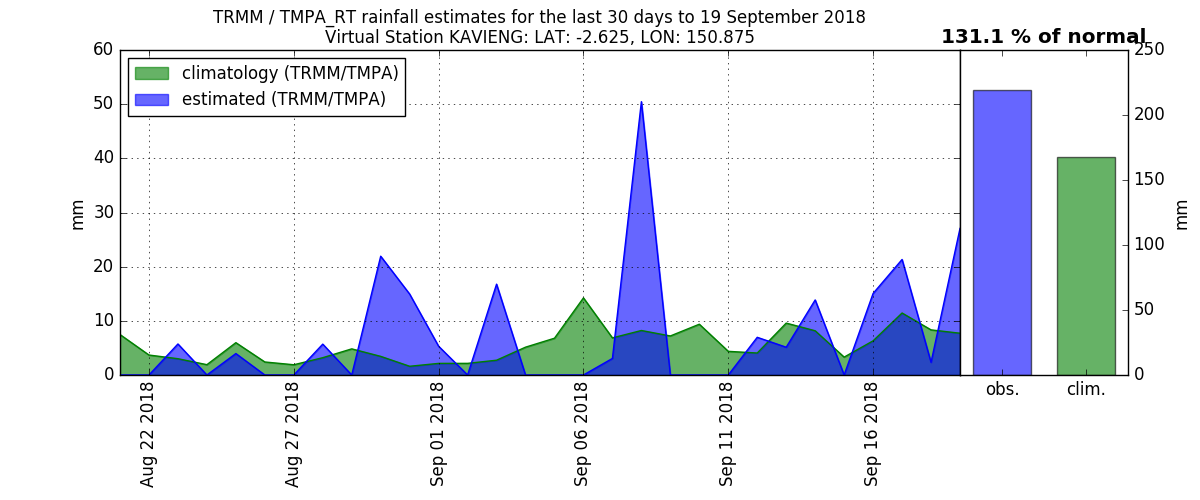 TRMM / TMPA_RT rainfall estimates for the last 30 days to 19 September 2018
Virtual Station KAVIENG: LAT: -2.625, LON: 150.875
131.1 % of normal
climatology (TRMM/TMPA)
estimated (TRMM/TMPA)
60
50
40
30
20
10
0
mm
Aug 22 2018
Aug 27 2018
Sep 01 2018
Sep 06 2018
Sep 11 2018
Sep 16 2018
obs.
clim.
250
200
150
100
50
0
mm